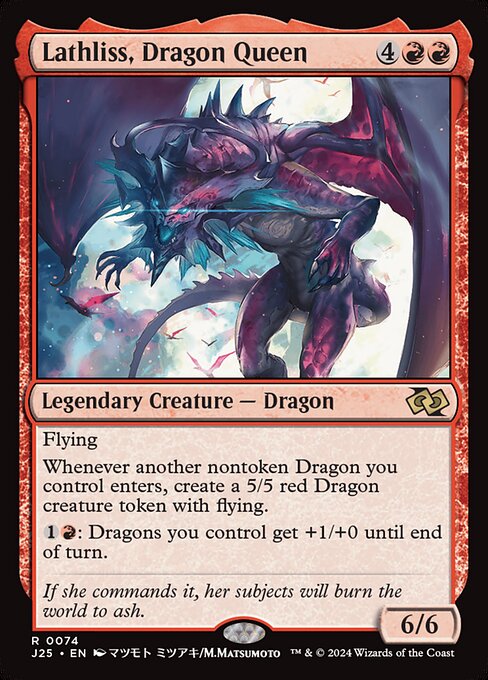 Lathliss, Dragon Queen 4
Legendary Creature — Dragon
Flying
Whenever another nontoken Dragon you
control enters, create a 5/5 red Dragon
creature token with flying.
1: Dragons you control get +1/+0 until end
of turn.
If she commands it, her subjects will burn the
world to ash.
6/6
R 0074
J25 • EN マツモト ミツアキ/M.MATSUMOTO ™ & © 2024 Wizards of the Coast